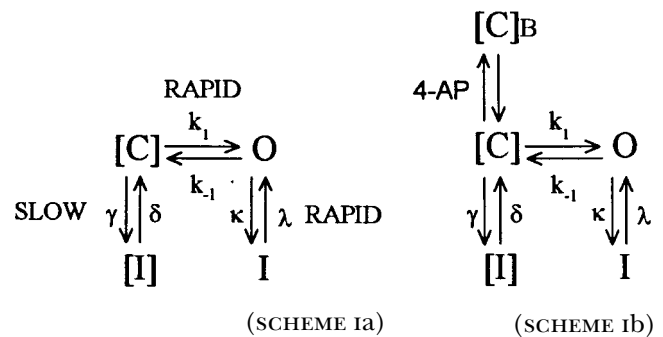 [C]B
RAPID
4-AP
k₁
k₁
[C] O
[C] O
k₋₁
k₋₁
SLOW γ δ κ λ RAPID
γ δ κ λ
[I] I
[I] I
(SCHEME Ia)
(SCHEME Ib)